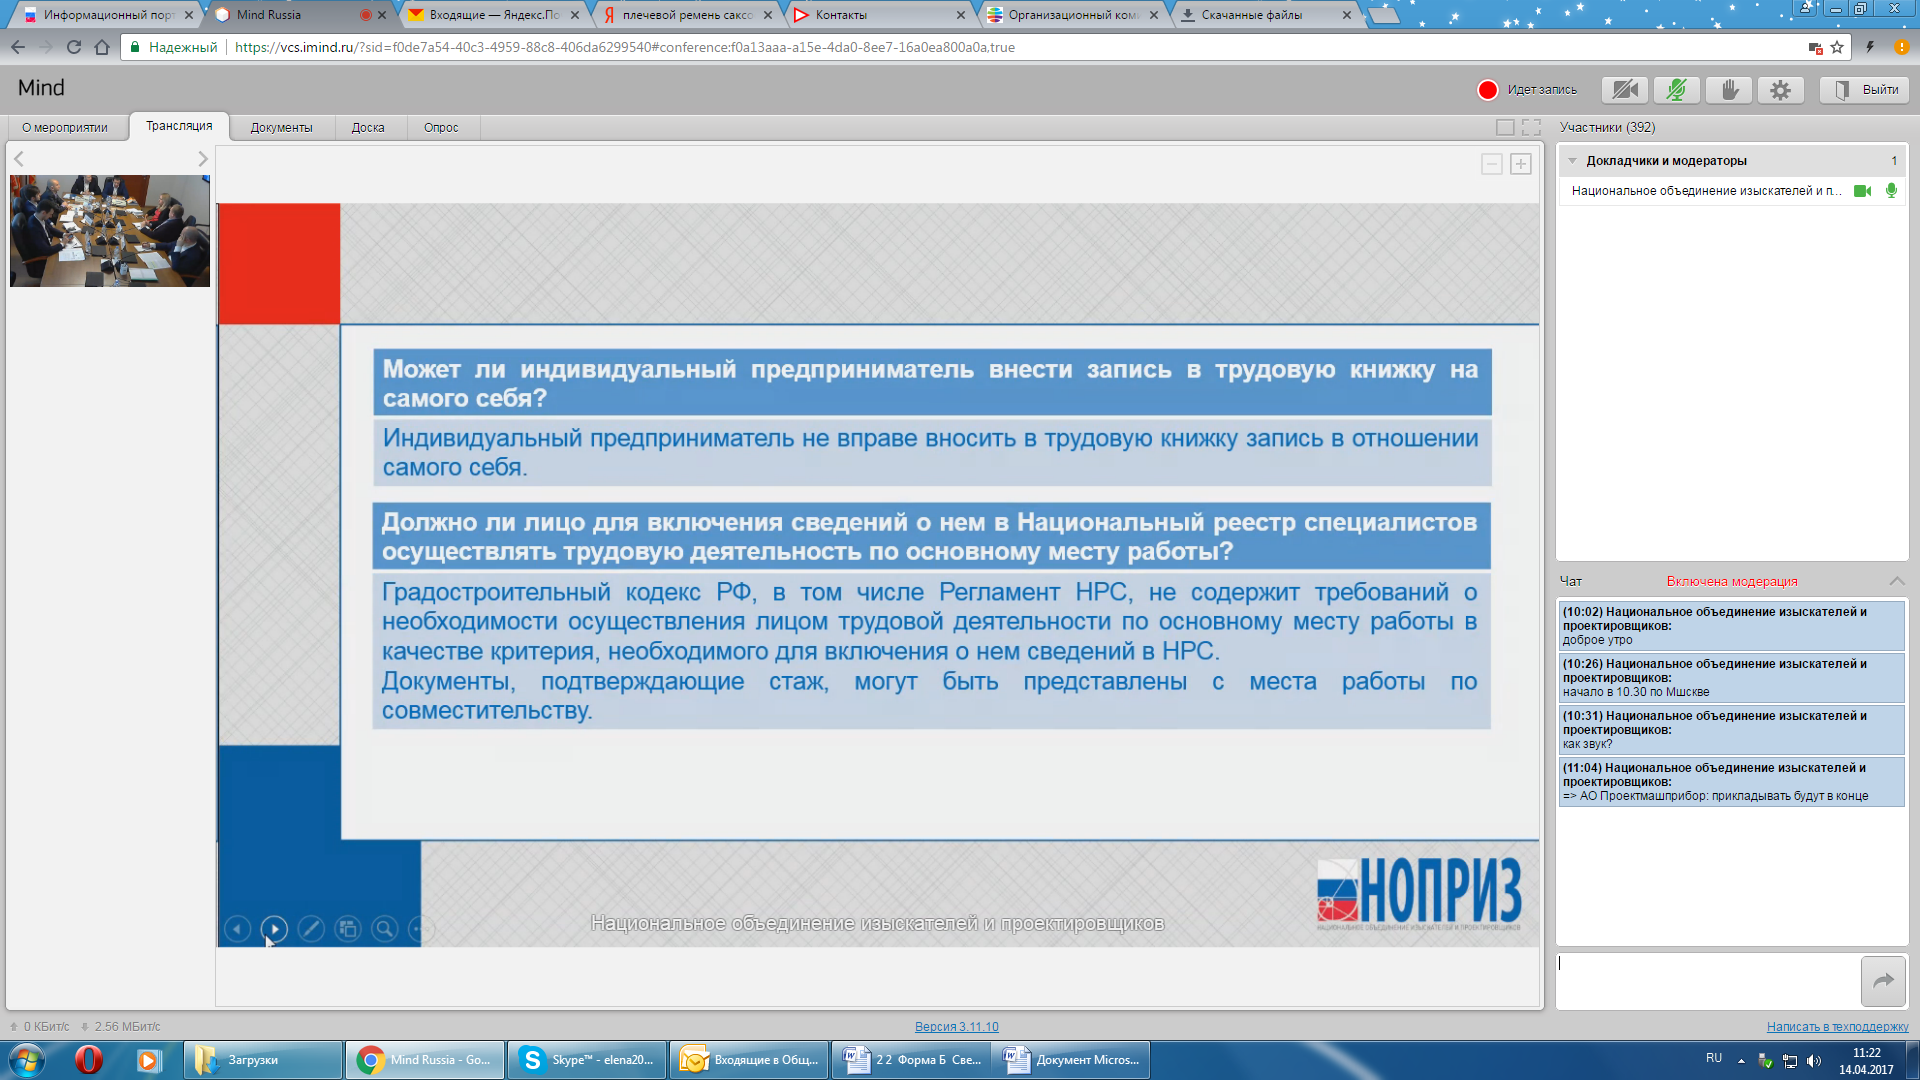 Информационный порт
Mind Russia
Входящие — Яндекс.По
плечевой ремень саксо
Контакты
Организационный ком
Скачанные файлы
Надежный
https://vcs.imind.ru/?sid=f0de7a54-40c3-4959-88c8-406da6299540#conference:f0a13aaa-a15e-4da0-8ee7-16a0ea800a0a,true
Mind
Идет запись
Выйти
О мероприятии
Трансляция
Документы
Доска
Опрос
Участники (392)
Докладчики и модераторы 1
Национальное объединение изыскателей и п...
Может ли индивидуальный предприниматель внести запись в трудовую книжку на
самого себя?
Индивидуальный предприниматель не вправе вносить в трудовую книжку запись в отношении
самого себя.
Должно ли лицо для включения сведений о нем в Национальный реестр специалистов
осуществлять трудовую деятельность по основному месту работы?
Градостроительный кодекс РФ, в том числе Регламент НРС, не содержит требований о
необходимости осуществления лицом трудовой деятельности по основному месту работы в
качестве критерия, необходимого для включения о нем сведений в НРС.
Документы, подтверждающие стаж, могут быть представлены с места работы по
совместительству.
Национальное объединение изыскателей и проектировщиков
НОПРИЗ
НАЦИОНАЛЬНОЕ ОБЪЕДИНЕНИЕ ИЗЫСКАТЕЛЕЙ И ПРОЕКТИРОВЩИКОВ
Чат
Включена модерация
(10:02) Национальное объединение изыскателей и
проектировщиков:
доброе утро
(10:26) Национальное объединение изыскателей и
проектировщиков:
начало в 10.30 по Мшскве
(10:31) Национальное объединение изыскателей и
проектировщиков:
как звук?
(11:04) Национальное объединение изыскателей и
проектировщиков:
=> АО Проектмашприбор: прикладывать будут в конце
0 КБит/с 2.56 МБит/с
Версия 3.11.10
Написать в техподдержку
Загрузки
Mind Russia - Go...
Skype™ - elena20...
Входящие в Общ...
2 2 Форма Б Све...
Документ Micros...
RU
11:22
14.04.2017